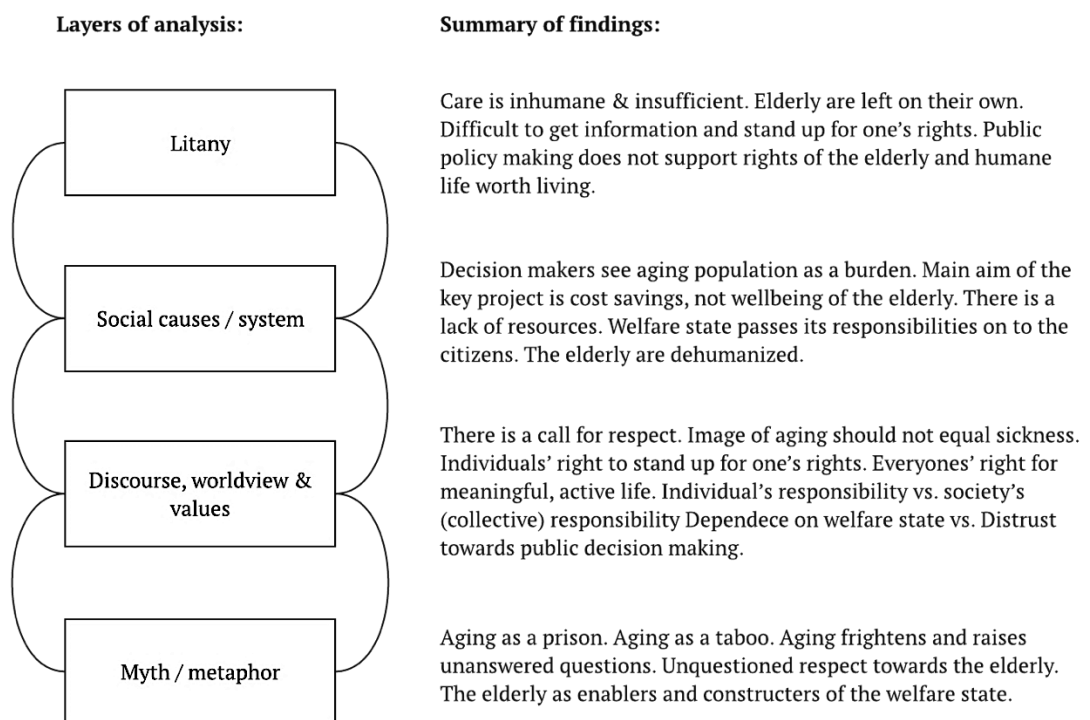 Layers of analysis:
Summary of findings:
Litany
Care is inhumane & insufficient. Elderly are left on their own.
Difficult to get information and stand up for one's rights. Public
policy making does not support rights of the elderly and humane
life worth living.
Social causes / system
Decision makers see aging population as a burden. Main aim of the
key project is cost savings, not wellbeing of the elderly. There is a
lack of resources. Welfare state passes its responsibilities on to the
citizens. The elderly are dehumanized.
Discourse, worldview &
values
There is a call for respect. Image of aging should not equal sickness.
Individuals' right to stand up for one's rights. Everyones' right for
meaningful, active life. Individual's responsibility vs. society's
(collective) responsibility Dependece on welfare state vs. Distrust
towards public decision making.
Myth / metaphor
Aging as a prison. Aging as a taboo. Aging frightens and raises
unanswered questions. Unquestioned respect towards the elderly.
The elderly as enablers and constructers of the welfare state.